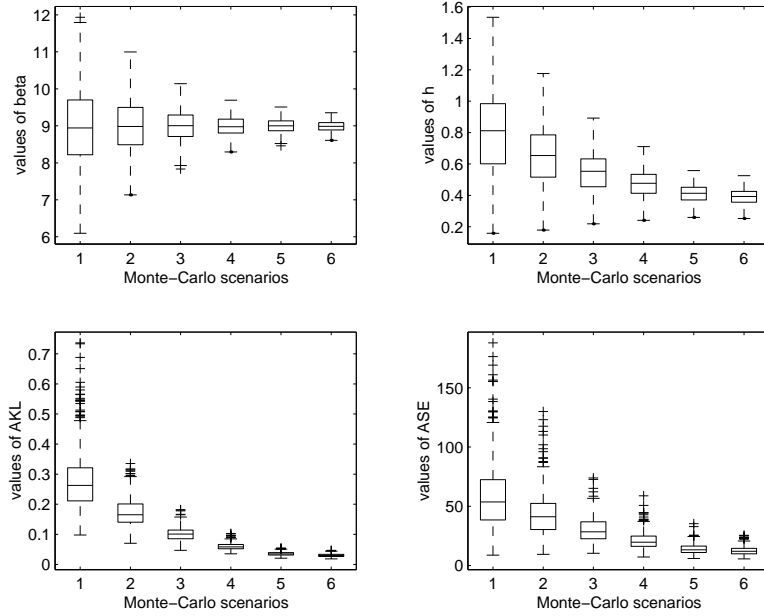 12
11
10
9
8
7
6
values of beta
1 2 3 4 5 6
Monte−Carlo scenarios
1.6
1.4
1.2
1
0.8
0.6
0.4
0.2
values of h
1 2 3 4 5 6
Monte−Carlo scenarios
0.7
0.6
0.5
0.4
0.3
0.2
0.1
0
values of AKL
1 2 3 4 5 6
Monte−Carlo scenarios
150
100
50
0
values of ASE
1 2 3 4 5 6
Monte−Carlo scenarios